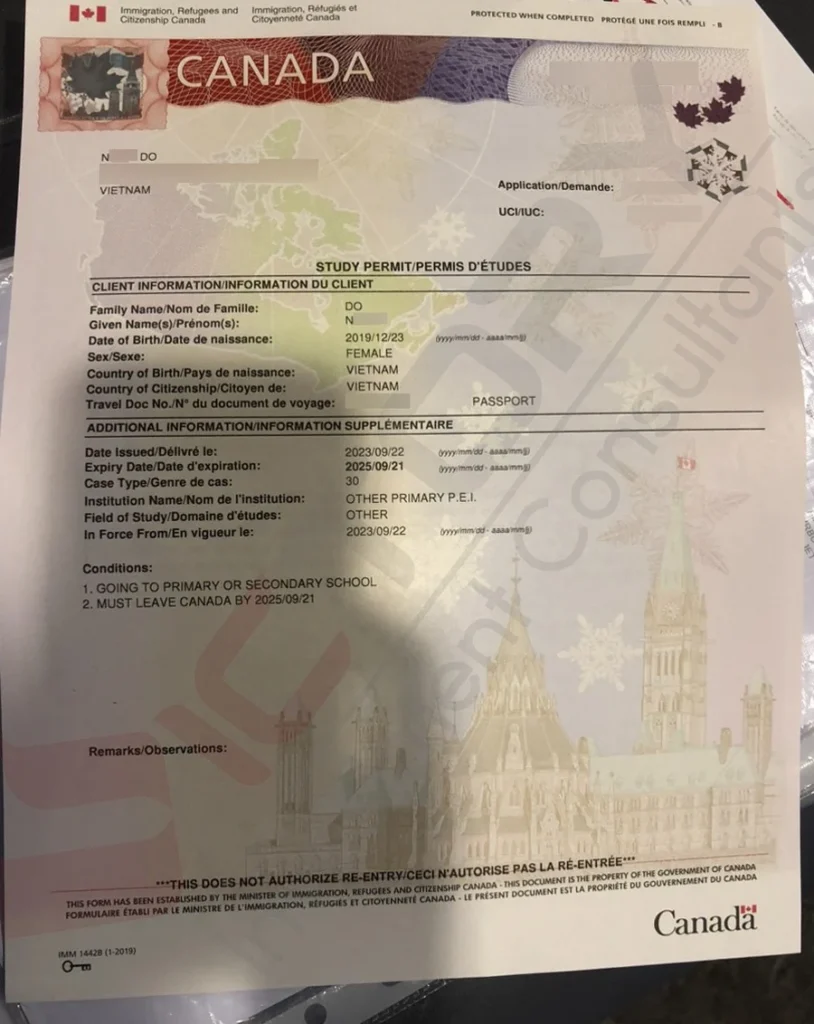 Immigration, Refugees and Citizenship Canada
Immigration, Réfugiés et Citoyenneté Canada
PROTECTED WHEN COMPLETED PROTÉGÉ UNE FOIS REMPLI - B
CANADA
N DO
VIETNAM
Application/Demande:
UCI/IUC:
STUDY PERMIT/PERMIS D'ÉTUDES
CLIENT INFORMATION/INFORMATION DU CLIENT
Family Name/Nom de Famille: DO
Given Name(s)/Prénom(s): N
Date of Birth/Date de naissance: 2019/12/23 (yyyy/mm/dd - aaaa/mm/jj)
Sex/Sexe: FEMALE
Country of Birth/Pays de naissance: VIETNAM
Country of Citizenship/Citoyen de: VIETNAM
Travel Doc No./N° du document de voyage: PASSPORT
ADDITIONAL INFORMATION/INFORMATION SUPPLÉMENTAIRE
Date Issued/Délivré le: 2023/09/22 (yyyy/mm/dd - aaaa/mm/jj)
Expiry Date/Date d'expiration: 2025/09/21 (yyyy/mm/dd - aaaa/mm/jj)
Case Type/Genre de cas: 30
Institution Name/Nom de l'institution: OTHER PRIMARY P.E.I.
Field of Study/Domaine d'études: OTHER
In Force From/En vigueur le: 2023/09/22 (yyyy/mm/dd - aaaa/mm/jj)
Conditions:
1. GOING TO PRIMARY OR SECONDARY SCHOOL
2. MUST LEAVE CANADA BY 2025/09/21
Remarks/Observations:
***THIS DOES NOT AUTHORIZE RE-ENTRY/CECI N'AUTORISE PAS LA RÉ-ENTRÉE***
THIS FORM HAS BEEN ESTABLISHED BY THE MINISTER OF IMMIGRATION, REFUGEES AND CITIZENSHIP CANADA - THIS DOCUMENT IS THE PROPERTY OF THE GOVERNMENT OF CANADA
FORMULAIRE ÉTABLI PAR LE MINISTRE DE L'IMMIGRATION, RÉFUGIÉS ET CITOYENNETÉ CANADA - LE PRÉSENT DOCUMENT EST LA PROPRIÉTÉ DU GOUVERNEMENT DU CANADA
Canada
IMM 1442B (1-2019)